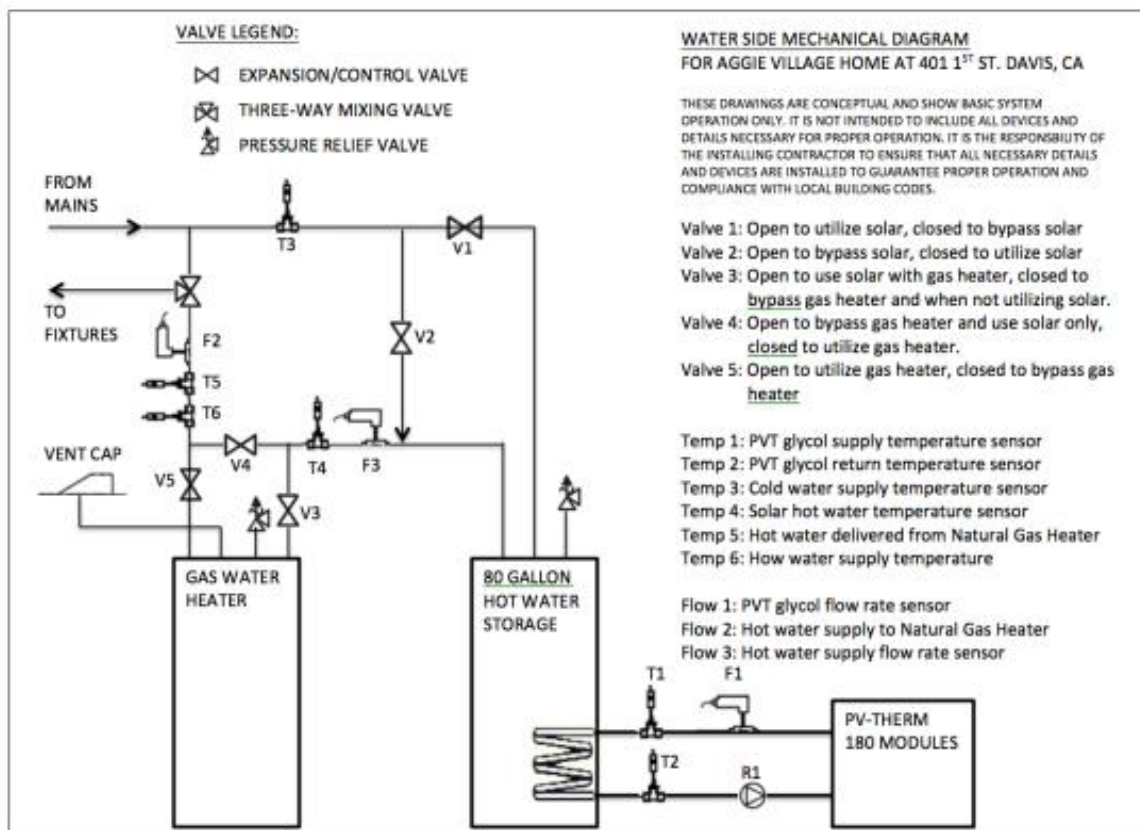 VALVE LEGEND:
EXPANSION/CONTROL VALVE
THREE-WAY MIXING VALVE
PRESSURE RELIEF VALVE
WATER SIDE MECHANICAL DIAGRAM
FOR AGGIE VILLAGE HOME AT 401 1ST ST. DAVIS, CA
THESE DRAWINGS ARE CONCEPTUAL AND SHOW BASIC SYSTEM
OPERATION ONLY. IT IS NOT INTENDED TO INCLUDE ALL DEVICES AND
DETAILS NECESSARY FOR PROPER OPERATION. IT IS THE RESPONSBILITY OF
THE INSTALLING CONTRACTOR TO ENSURE THAT ALL NECESSARY DETAILS
AND DEVICES ARE INSTALLED TO GUARANTEE PROPER OPERATION AND
COMPLIANCE WITH LOCAL BUILDING CODES.
Valve 1: Open to utilize solar, closed to bypass solar
Valve 2: Open to bypass solar, closed to utilize solar
Valve 3: Open to use solar with gas heater, closed to
bypass gas heater and when not utilizing solar.
Valve 4: Open to bypass gas heater and use solar only,
closed to utilize gas heater.
Valve 5: Open to utilize gas heater, closed to bypass gas
heater
Temp 1: PVT glycol supply temperature sensor
Temp 2: PVT glycol return temperature sensor
Temp 3: Cold water supply temperature sensor
Temp 4: Solar hot water temperature sensor
Temp 5: Hot water delivered from Natural Gas Heater
Temp 6: How water supply temperature
Flow 1: PVT glycol flow rate sensor
Flow 2: Hot water supply to Natural Gas Heater
Flow 3: Hot water supply flow rate sensor
FROM
MAINS
T3
V1
TO
FIXTURES
F2
V2
T5
T6
VENT CAP
V5
V4
T4
F3
V3
GAS WATER
HEATER
80 GALLON
HOT WATER
STORAGE
T1
F1
T2
R1
PV-THERM
180 MODULES